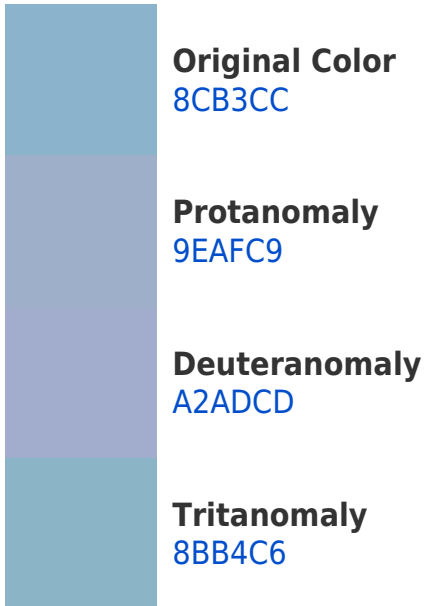 Original Color
8CB3CC
Protanomaly
9EAFC9
Deuteranomaly
A2ADCD
Tritanomaly
8BB4C6